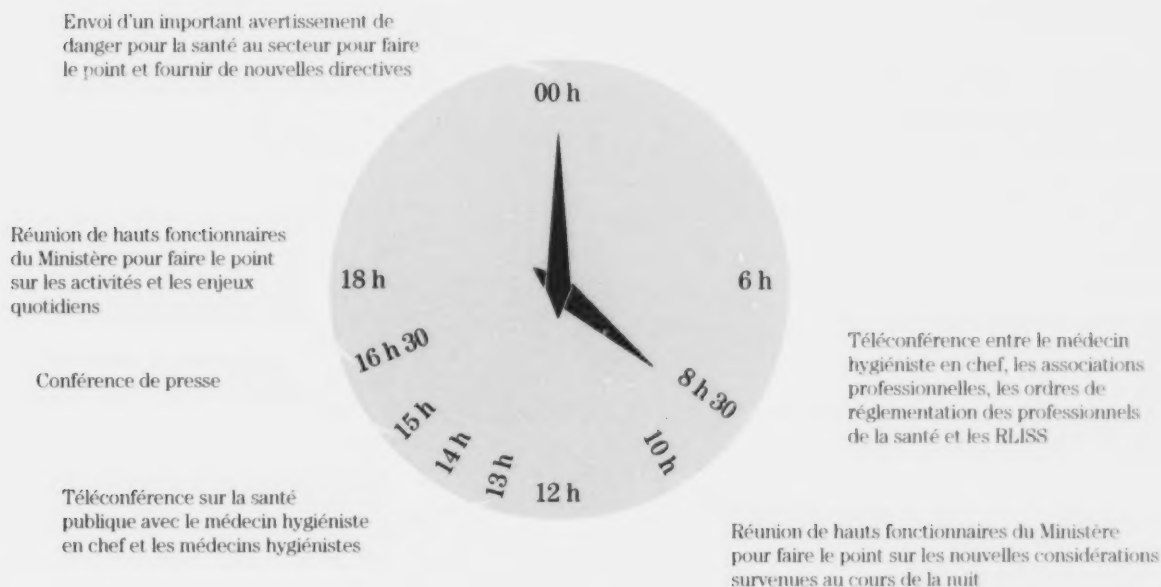 Envoi d'un important avertissement de
danger pour la santé au secteur pour faire
le point et fournir de nouvelles directives
00 h
Réunion de hauts fonctionnaires
du Ministère pour faire le point
sur les activités et les enjeux
quotidiens
18 h
6 h
16 h 30
Conférence de presse
15 h
14 h
13 h
12 h
10 h
8 h 30
Téléconférence entre le médecin
hygiéniste en chef, les associations
professionnelles, les ordres de
réglementation des professionnels
de la santé et les RLISS
Téléconférence sur la santé
publique avec le médecin hygiéniste
en chef et les médecins hygiénistes
Réunion de hauts fonctionnaires du Ministère
pour faire le point sur les nouvelles considérations
survenues au cours de la nuit